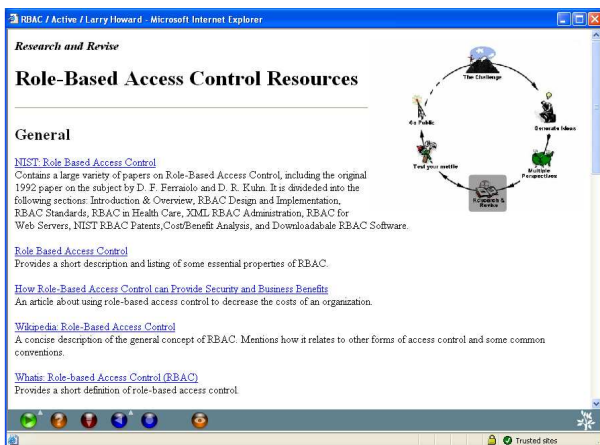 RBAC / Active / Larry Howard - Microsoft Internet Explorer
Research and Revise
Role-Based Access Control Resources
The Challenge
Go Public
Generate Ideas
Test your mettle
Multiple
Perspectives
Research &
Revise
General
NIST: Role Based Access Control
Contains a large variety of papers on Role-Based Access Control, including the original
1992 paper on the subject by D. F. Ferraiolo and D. R. Kuhn. It is divideded into the
following sections: Introduction & Overview, RBAC Design and Implementation,
RBAC Standards, RBAC in Health Care, XML RBAC Administration, RBAC for
Web Servers, NIST RBAC Patents,Cost/Benefit Analysis, and Downloadabale RBAC Software.
Role Based Access Control
Provides a short description and listing of some essential properties of RBAC.
How Role-Based Access Control can Provide Security and Business Benefits
An article about using role-based access control to decrease the costs of an organization.
Wikipedia: Role-Based Access Control
A concise description of the general concept of RBAC. Mentions how it relates to other forms of access control and some common
conventions.
Whatis: Role-based Access Control (RBAC)
Provides a short definition of role-based access control.
Trusted sites